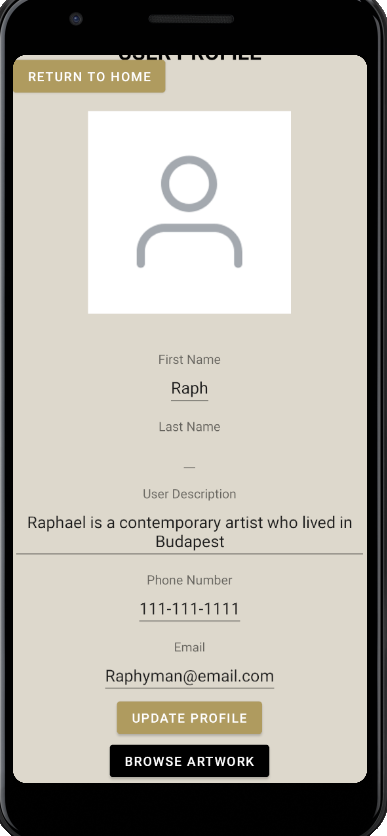 USER PROFILE
RETURN TO HOME
First Name
Raph
Last Name
User Description
Raphael is a contemporary artist who lived in
Budapest
Phone Number
111-111-1111
Email
Raphyman@email.com
UPDATE PROFILE
BROWSE ARTWORK